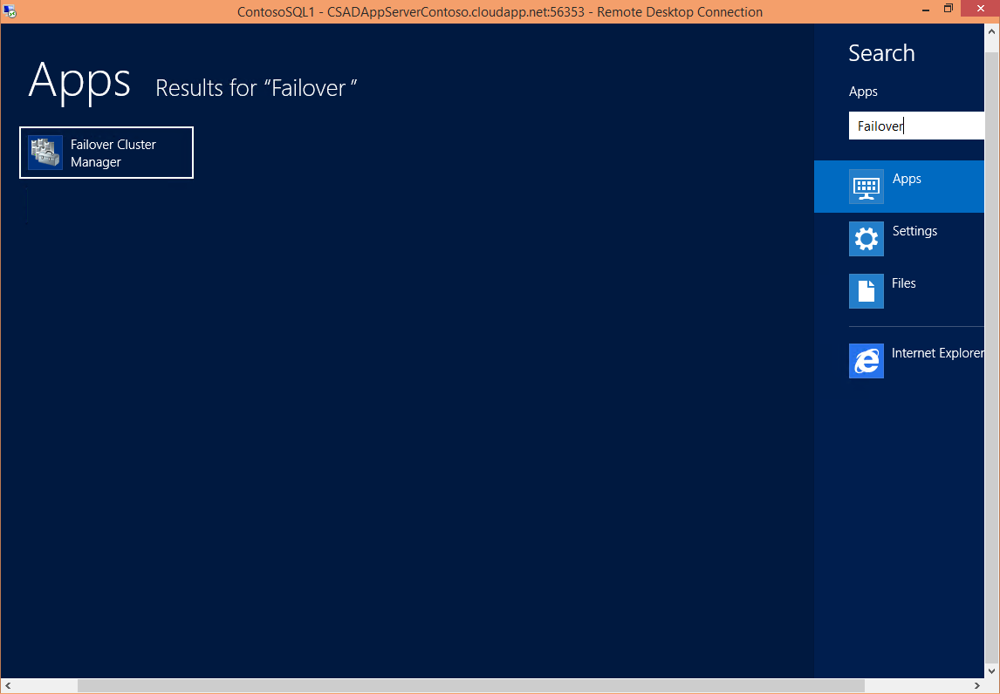 ContosoSQL1 - CSADAppServerContoso.cloudapp.net:56353 - Remote Desktop Connection
Apps Results for “Failover ”
Failover Cluster
Manager
Search
Apps
Failover
Apps
Settings
Files
Internet Explorer